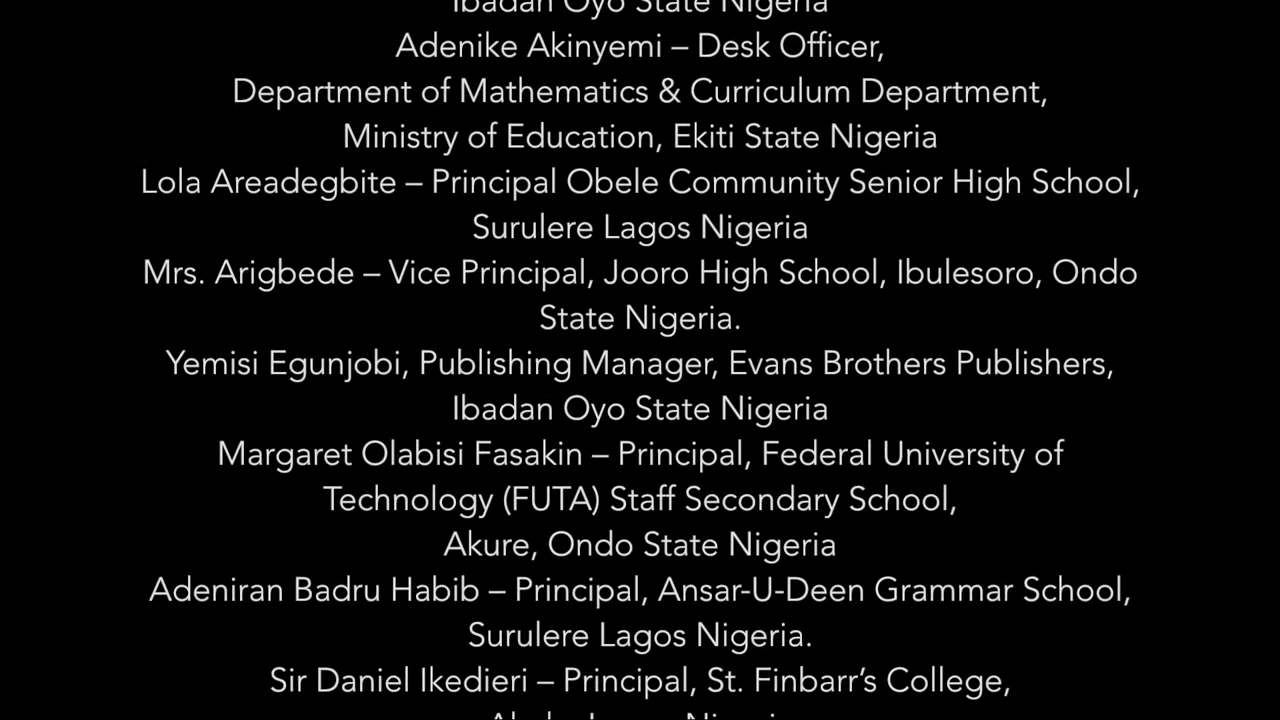 Ibadan Oyo State Nigeria
Adenike Akinyemi – Desk Officer,
Department of Mathematics & Curriculum Department,
Ministry of Education, Ekiti State Nigeria
Lola Areadegbite – Principal Obele Community Senior High School,
Surulere Lagos Nigeria
Mrs. Arigbede – Vice Principal, Jooro High School, Ibulesoro, Ondo
State Nigeria.
Yemisi Egunjobi, Publishing Manager, Evans Brothers Publishers,
Ibadan Oyo State Nigeria
Margaret Olabisi Fasakin – Principal, Federal University of
Technology (FUTA) Staff Secondary School,
Akure, Ondo State Nigeria
Adeniran Badru Habib – Principal, Ansar-U-Deen Grammar School,
Surulere Lagos Nigeria.
Sir Daniel Ikedieri – Principal, St. Finbarr’s College,